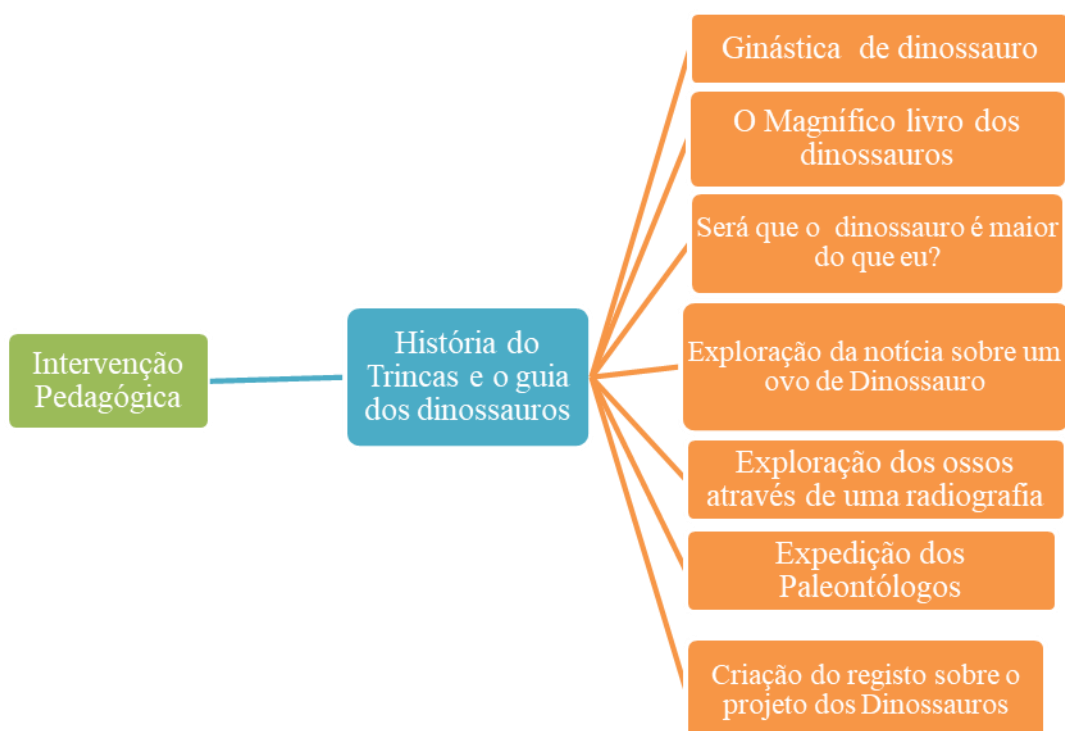 Intervenção
Pedagógica
História do
Trincas e o guia
dos dinossauros
Ginástica de dinossauro
O Magnífico livro dos
dinossauros
Será que o dinossauro é maior
do que eu?
Exploração da notícia sobre um
ovo de Dinossauro
Exploração dos ossos
através de uma radiografia
Expedição dos
Paleontólogos
Criação do registo sobre o
projeto dos Dinossauros